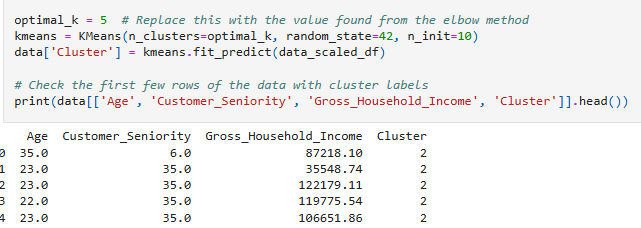 optimal_k = 5  # Replace this with the value found from the elbow method
kmeans = KMeans(n_clusters=optimal_k, random_state=42, n_init=10)
data['Cluster'] = kmeans.fit_predict(data_scaled_df)
# Check the first few rows of the data with cluster labels
print(data[['Age', 'Customer_Seniority', 'Gross_Household_Income', 'Cluster']].head())
Age  Customer_Seniority  Gross_Household_Income  Cluster
0  35.0  6.0  87218.10  2
1  23.0  35.0  35548.74  2
2  23.0  35.0  122179.11  2
3  22.0  35.0  119775.54  2
4  23.0  35.0  106651.86  2